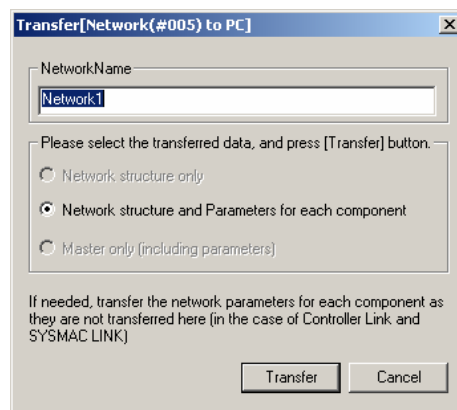 Transfer[Network(#005) to PC]
NetworkName
Network1
Please select the transferred data, and press [Transfer] button.
Network structure only
Network structure and Parameters for each component
Master only (including parameters)
If needed, transfer the network parameters for each component as
they are not transferred here (in the case of Controller Link and
SYSMAC LINK)
Transfer
Cancel